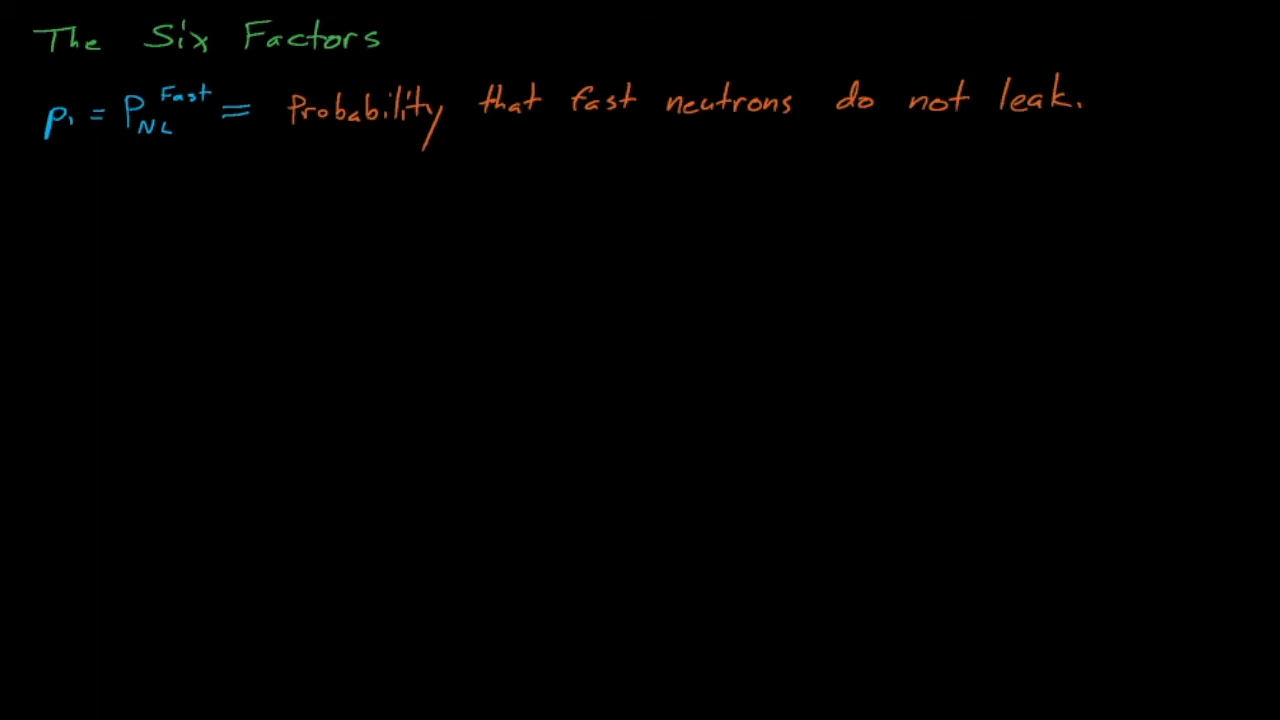 The Six Factors
p₁ = P_NL^Fast = Probability that fast neutrons do not leak.